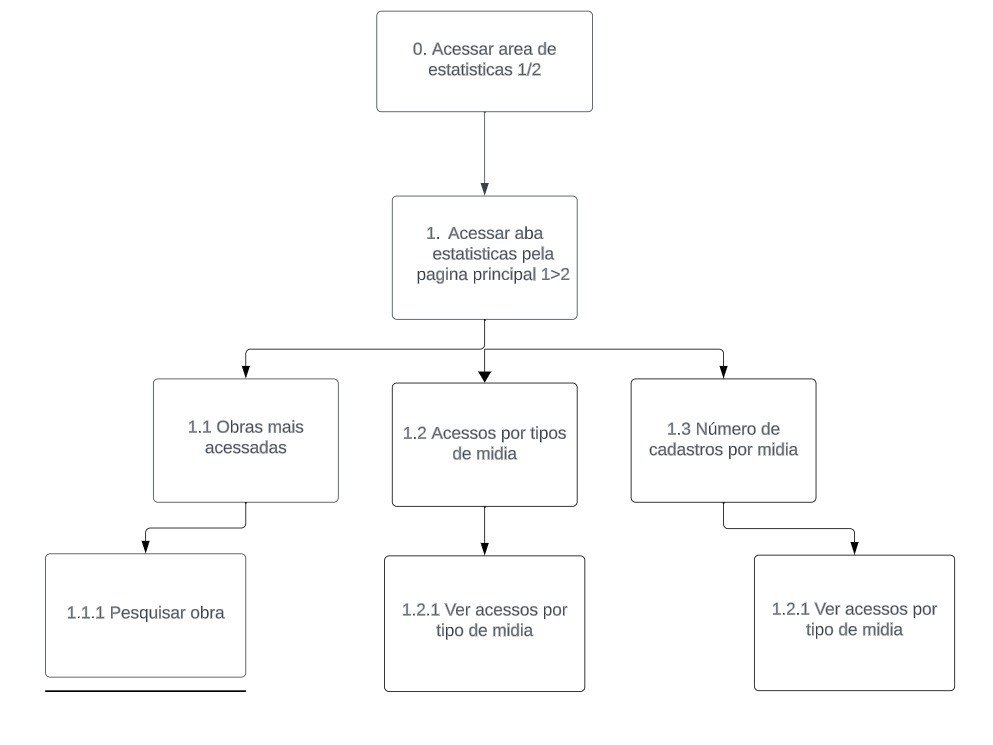 0. Acessar area de
estatisticas 1/2
1. Acessar aba
estatisticas pela
pagina principal 1>2
1.1 Obras mais
acessadas
1.2 Acessos por tipos
de midia
1.3 Número de
cadastros por midia
1.1.1 Pesquisar obra
1.2.1 Ver acessos por
tipo de midia
1.2.1 Ver acessos por
tipo de midia